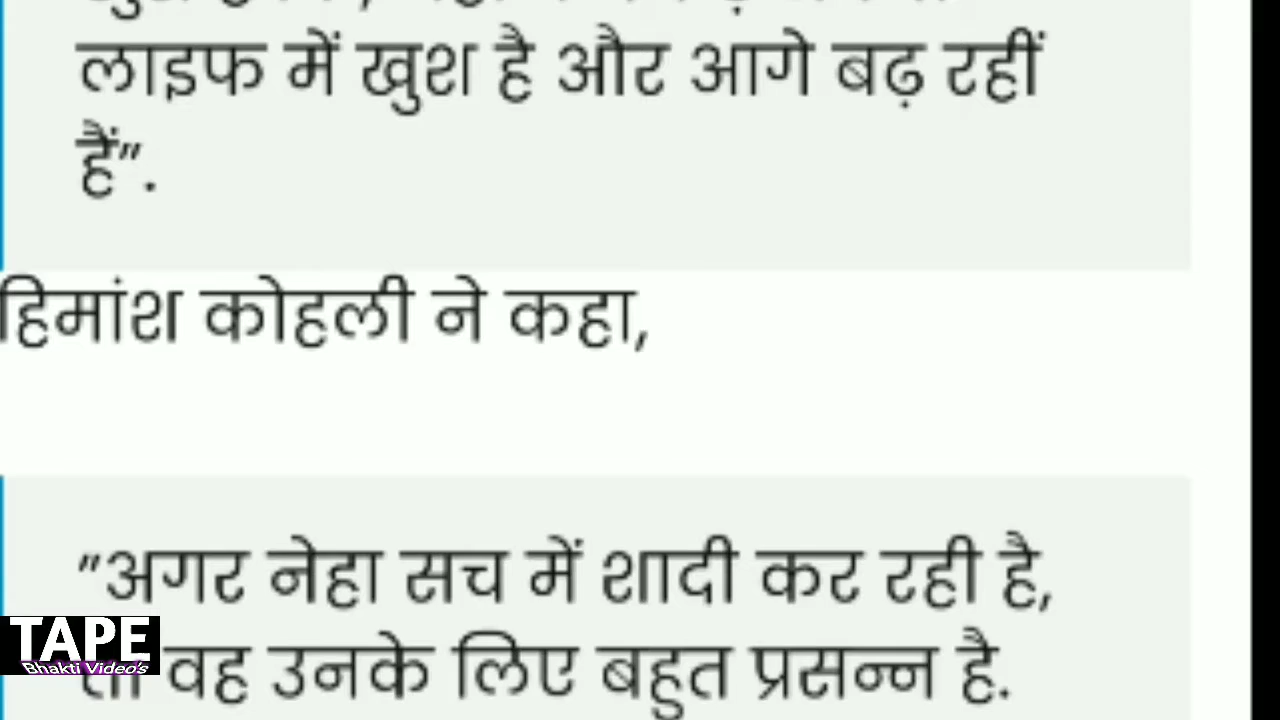 लाइफ में खुश है और आगे बढ़ रहीं
हैं”.
हिमांश कोहली ने कहा,
”अगर नेहा सच में शादी कर रही है,
तो वह उनके लिए बहुत प्रसन्न है.
TAPE
Bhakti Video's